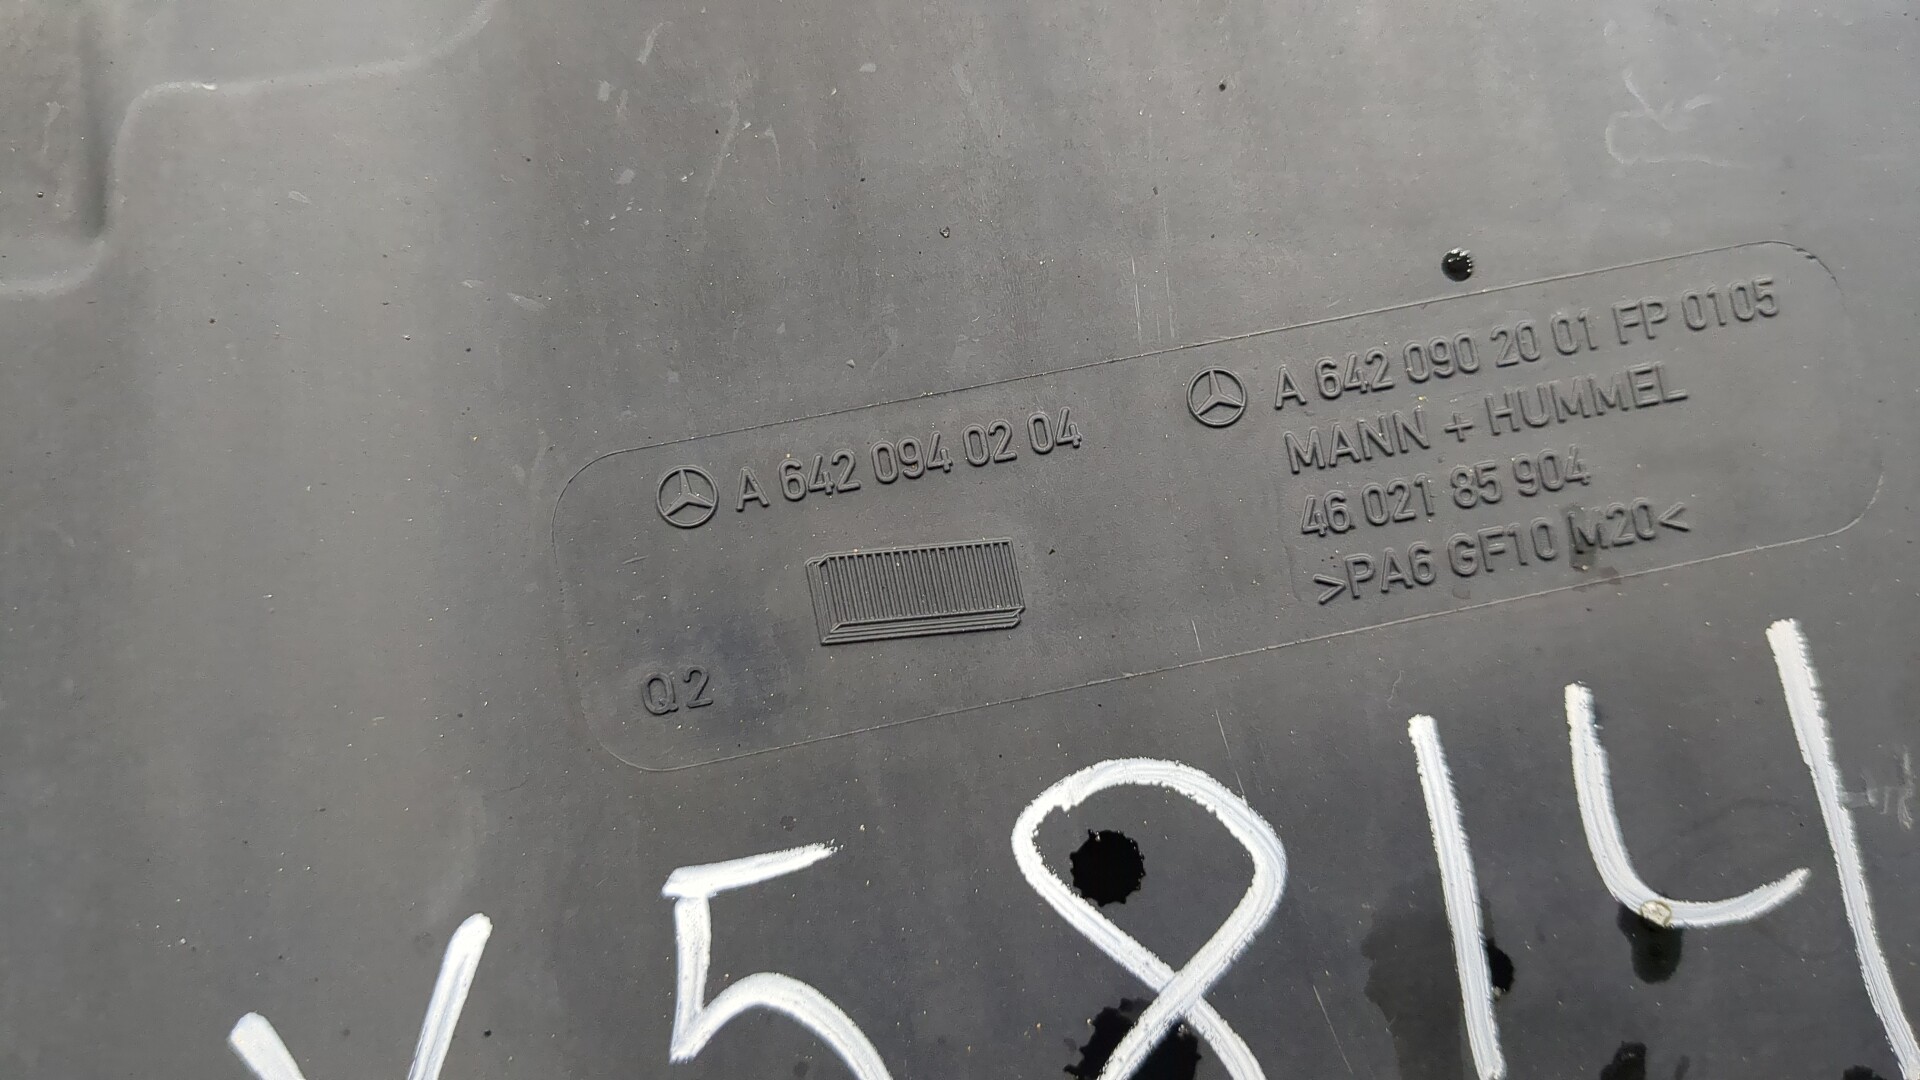 A 642 094 02 04
Q2
A 642 090 20 01 FP 0105
MANN + HUMMEL
46 021 85 904
>PA6 GF10 M20<
5814